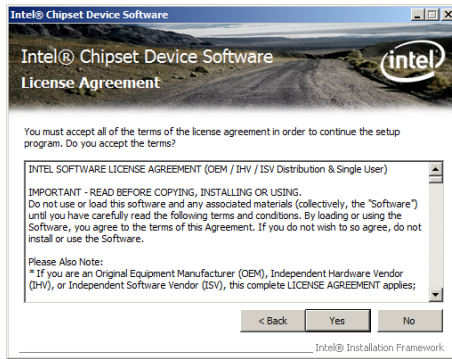 Intel® Chipset Device Software
Intel® Chipset Device Software
License Agreement
intel
You must accept all of the terms of the license agreement in order to continue the setup
program. Do you accept the terms?
INTEL SOFTWARE LICENSE AGREEMENT (OEM / IHV / ISV Distribution & Single User)
IMPORTANT - READ BEFORE COPYING, INSTALLING OR USING.
Do not use or load this software and any associated materials (collectively, the "Software")
until you have carefully read the following terms and conditions. By loading or using the
Software, you agree to the terms of this Agreement. If you do not wish to so agree, do not
install or use the Software.
Please Also Note:
* If you are an Original Equipment Manufacturer (OEM), Independent Hardware Vendor
(IHV), or Independent Software Vendor (ISV), this complete LICENSE AGREEMENT applies;
< Back Yes No
Intel® Installation Framework